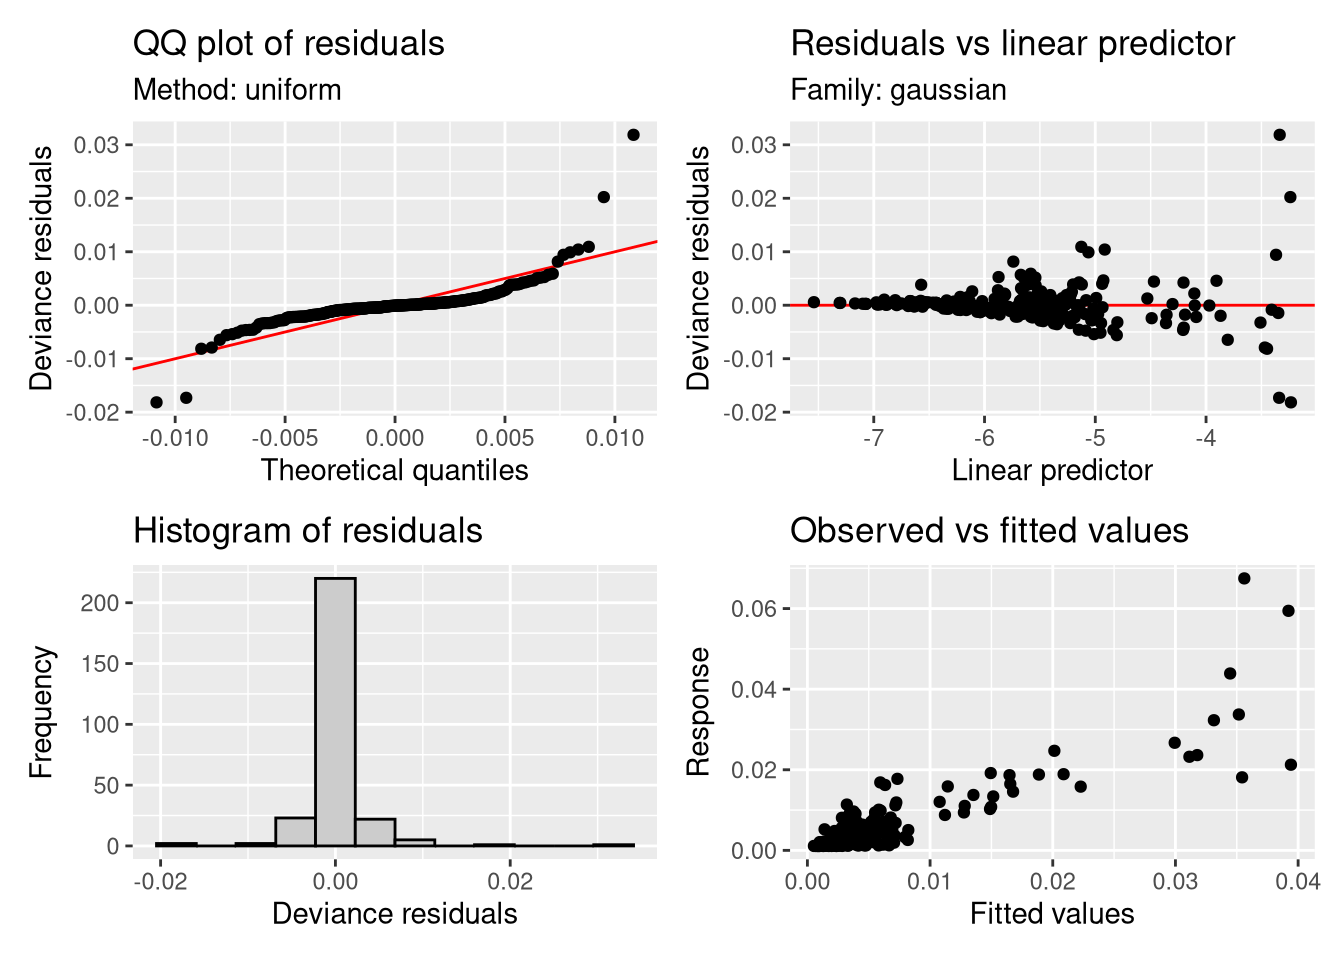 QQ plot of residuals
Method: uniform
Deviance residuals
0.03
0.02
0.01
0.00
-0.01
-0.02
-0.010 -0.005 0.000 0.005 0.010
Theoretical quantiles
Residuals vs linear predictor
Family: gaussian
Deviance residuals
0.03
0.02
0.01
0.00
-0.01
-0.02
-7 -6 -5 -4
Linear predictor
Histogram of residuals
Frequency
200
150
100
50
0
-0.02 0.00 0.02
Deviance residuals
Observed vs fitted values
Response
0.06
0.04
0.02
0.00
0.00 0.01 0.02 0.03 0.04
Fitted values